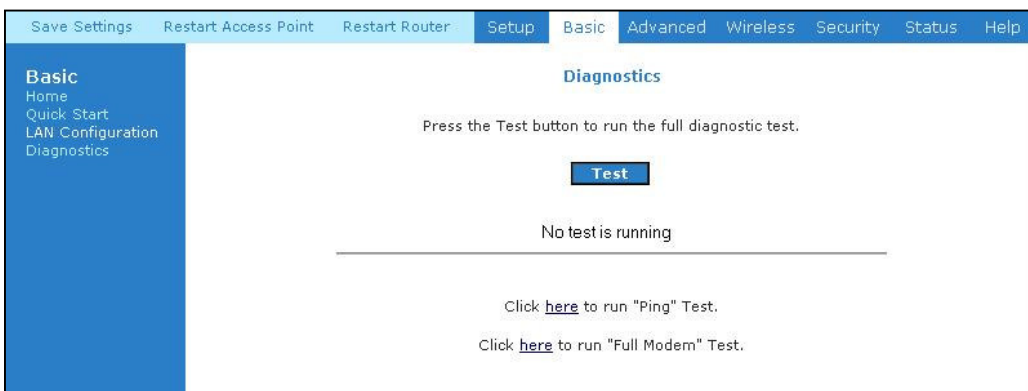 Save Settings Restart Access Point Restart Router Setup Basic Advanced Wireless Security Status Help
Basic
Home
Quick Start
LAN Configuration
Diagnostics
Diagnostics
Press the Test button to run the full diagnostic test.
Test
No test is running
Click here to run "Ping" Test.
Click here to run "Full Modem" Test.